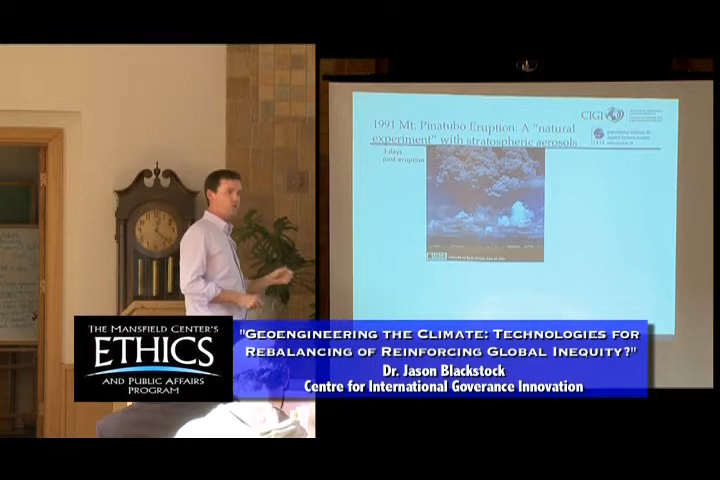 CIGI
1991 Mt. Pinatubo Eruption: A "natural
experiment" with stratospheric aerosols
3 days
post-eruption
USGS
THE MANSFIELD CENTER'S
ETHICS
AND PUBLIC AFFAIRS
PROGRAM
"GEOENGINEERING THE CLIMATE: TECHNOLOGIES FOR
REBALANCING OF REINFORCING GLOBAL INEQUITY?"
Dr. Jason Blackstock
Centre for International Goverance Innovation